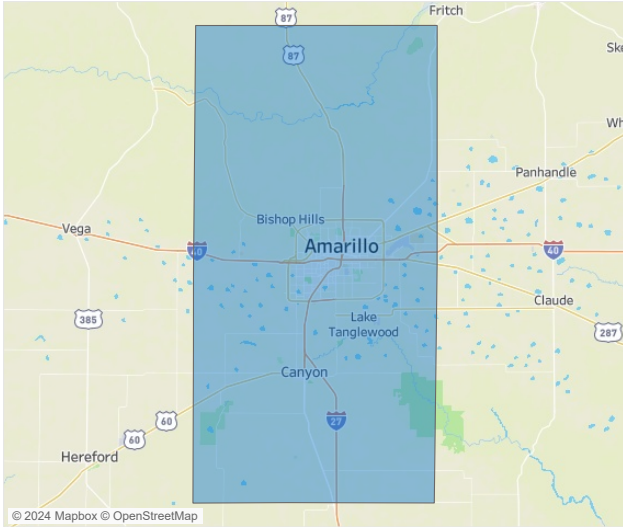 87
Fritch
87
Ske
Wh
Panhandle
Bishop Hills
Vega
Amarillo
40
40
Claude
385
Lake
Tanglewood
287
Canyon
60
27
60
Hereford
© 2024 Mapbox © OpenStreetMap